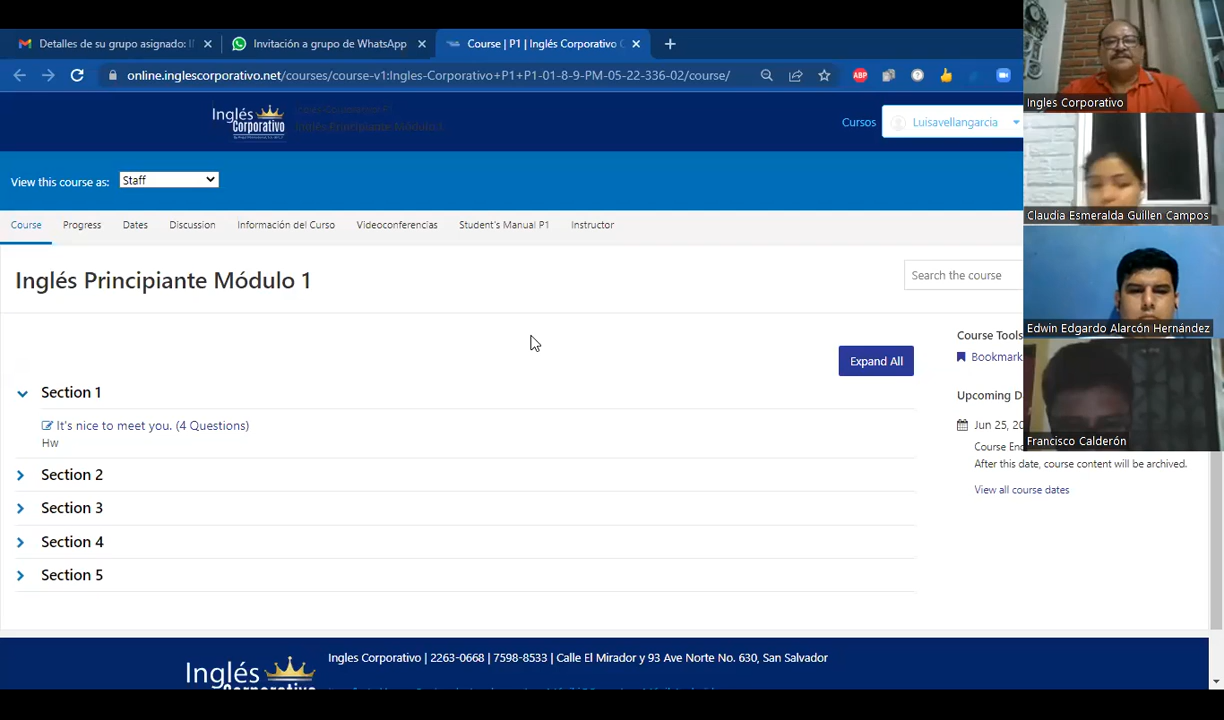 Detalles de su grupo asignado: I
Invitación a grupo de WhatsApp
Course | P1 | Inglés Corporativo
online.inglescorporativo.net/courses/course-v1:Ingles-Corporativo+P1+P1-01-8-9-PM-05-22-336-02/course/
ABP
Inglés
Corporativo
Inglés Principiante Módulo 1
Cursos
Luisavellangarcia
View this course as:
Staff
Course
Progress
Dates
Discussion
Información del Curso
Videoconferencias
Student's Manual P1
Instructor
Inglés Principiante Módulo 1
Search the course
Expand All
Section 1
It's nice to meet you. (4 Questions)
Hw
Section 2
Section 3
Section 4
Section 5
Course Tools
Bookmark
Upcoming D
Jun 25, 20
Course En
After this date, course content will be archived.
View all course dates
Inglés
Corporativo
Ingles Corporativo | 2263-0668 | 7598-8533 | Calle El Mirador y 93 Ave Norte No. 630, San Salvador
Ingles Corporativo
Claudia Esmeralda Guillen Campos
Edwin Edgardo Alarcón Hernández
Francisco Calderón